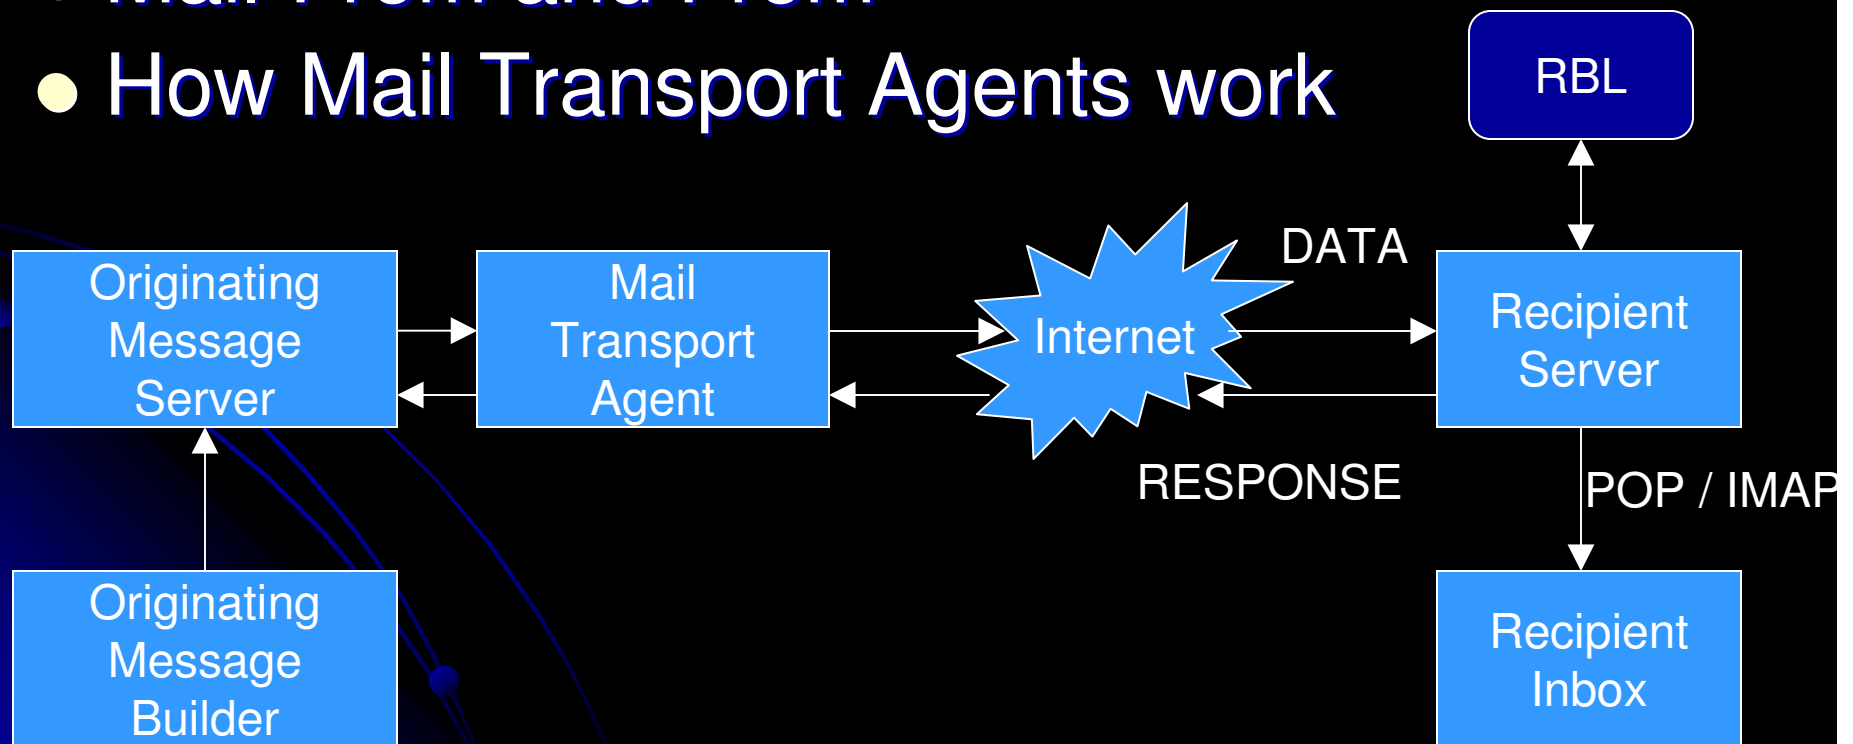 How Mail Transport Agents work
RBL
DATA
Originating
Message
Server
Mail
Transport
Agent
Internet
Recipient
Server
RESPONSE
POP / IMAP
Originating
Message
Builder
Recipient
Inbox